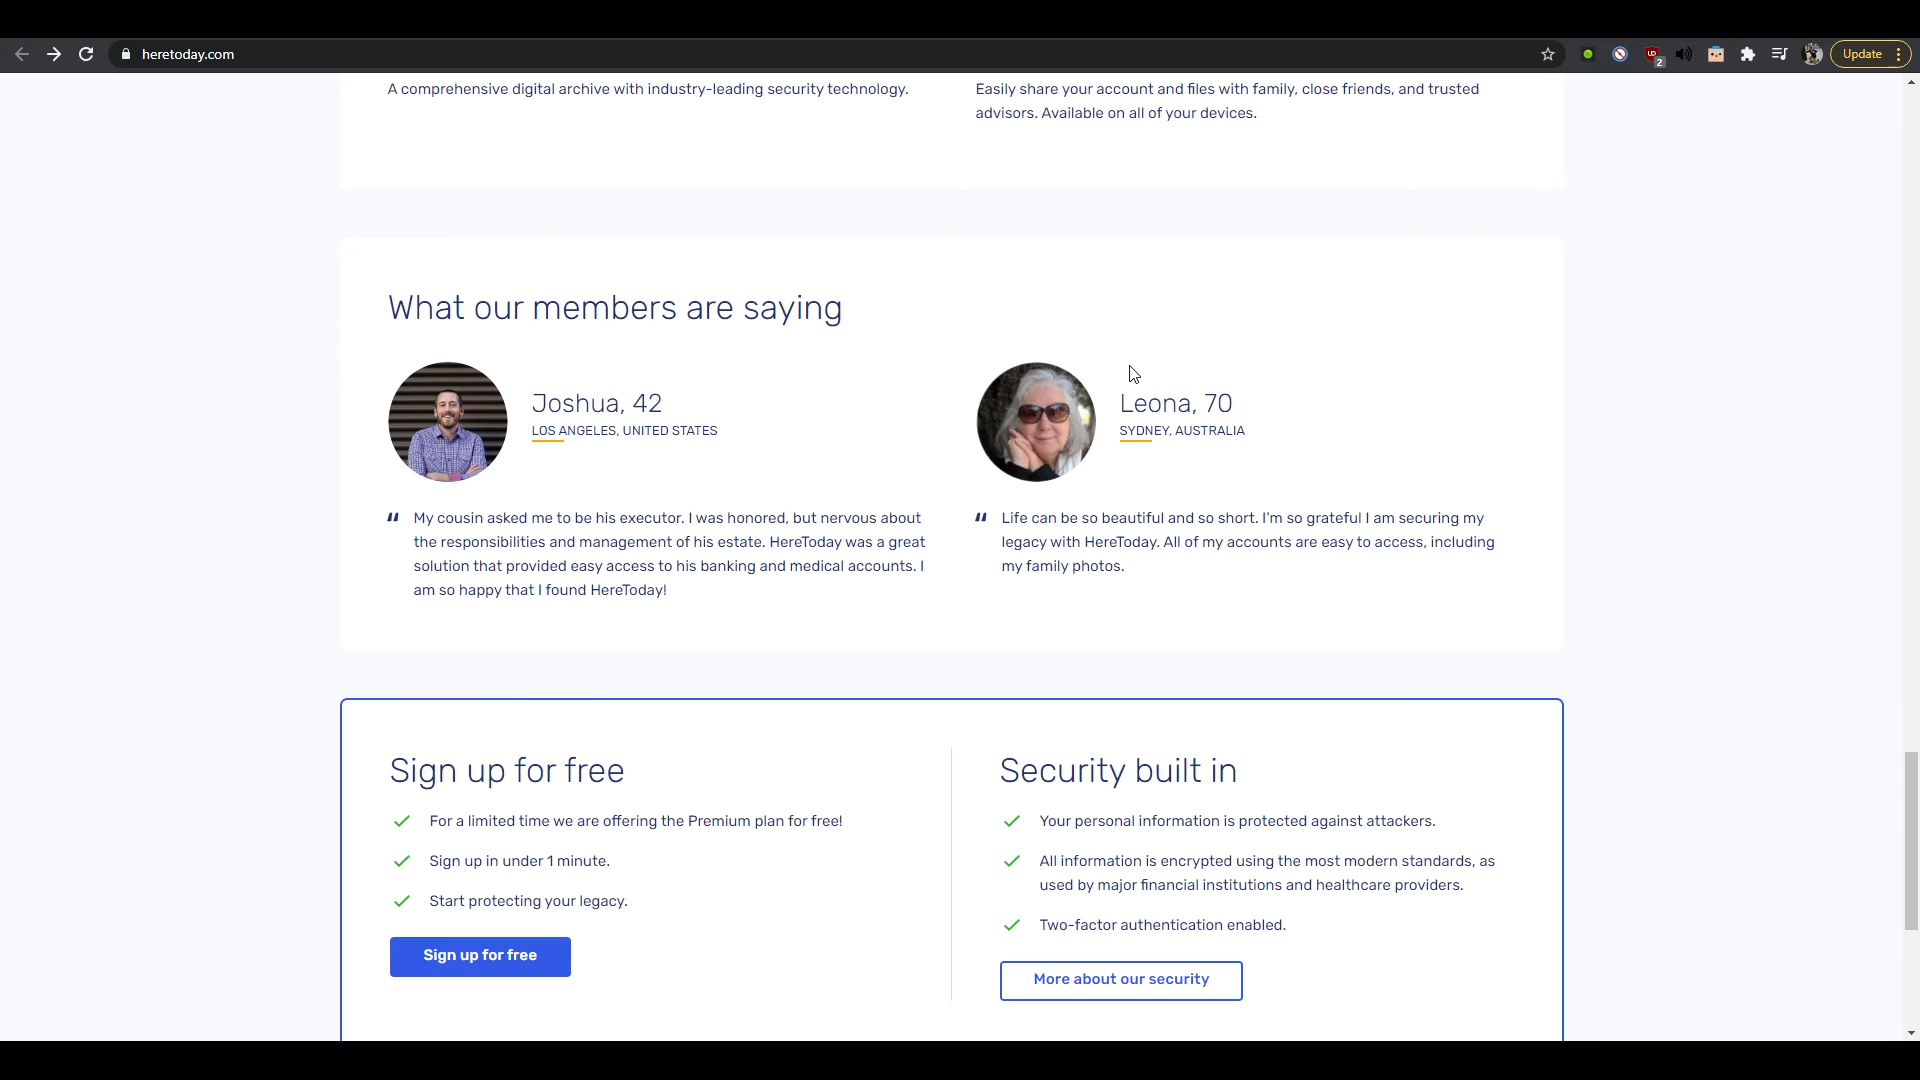 heretoday.com
2
Update
A comprehensive digital archive with industry-leading security technology.
Easily share your account and files with family, close friends, and trusted
advisors. Available on all of your devices.
What our members are saying
Joshua, 42
LOS ANGELES, UNITED STATES
" My cousin asked me to be his executor. I was honored, but nervous about
the responsibilities and management of his estate. HereToday was a great
solution that provided easy access to his banking and medical accounts. I
am so happy that I found HereToday!
Leona, 70
SYDNEY, AUSTRALIA
" Life can be so beautiful and so short. I'm so grateful I am securing my
legacy with HereToday. All of my accounts are easy to access, including
my family photos.
Sign up for free
For a limited time we are offering the Premium plan for free!
Sign up in under 1 minute.
Start protecting your legacy.
Sign up for free
Security built in
Your personal information is protected against attackers.
All information is encrypted using the most modern standards, as
used by major financial institutions and healthcare providers.
Two-factor authentication enabled.
More about our security